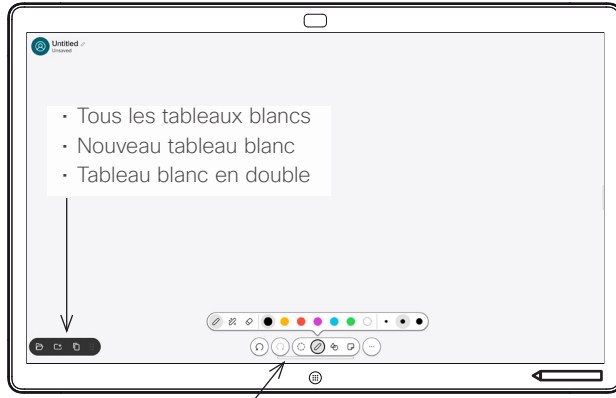 Untitled
Unsaved
· Tous les tableaux blancs
· Nouveau tableau blanc
· Tableau blanc en double